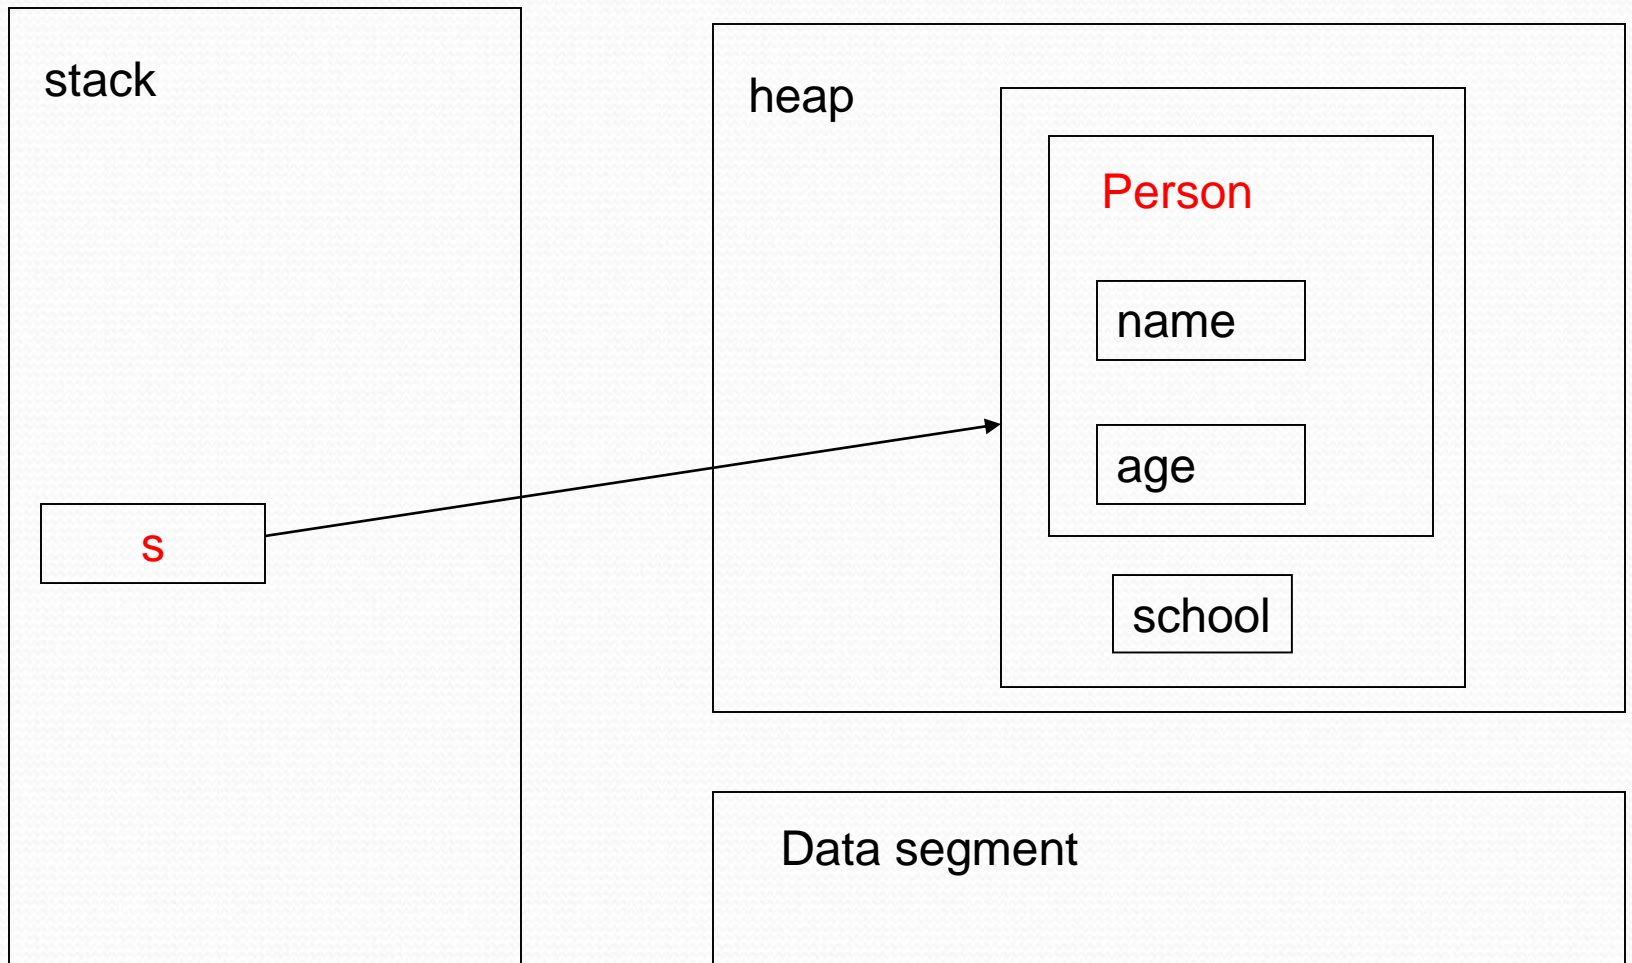 stack
heap
Person
name
age
s
school
Data segment